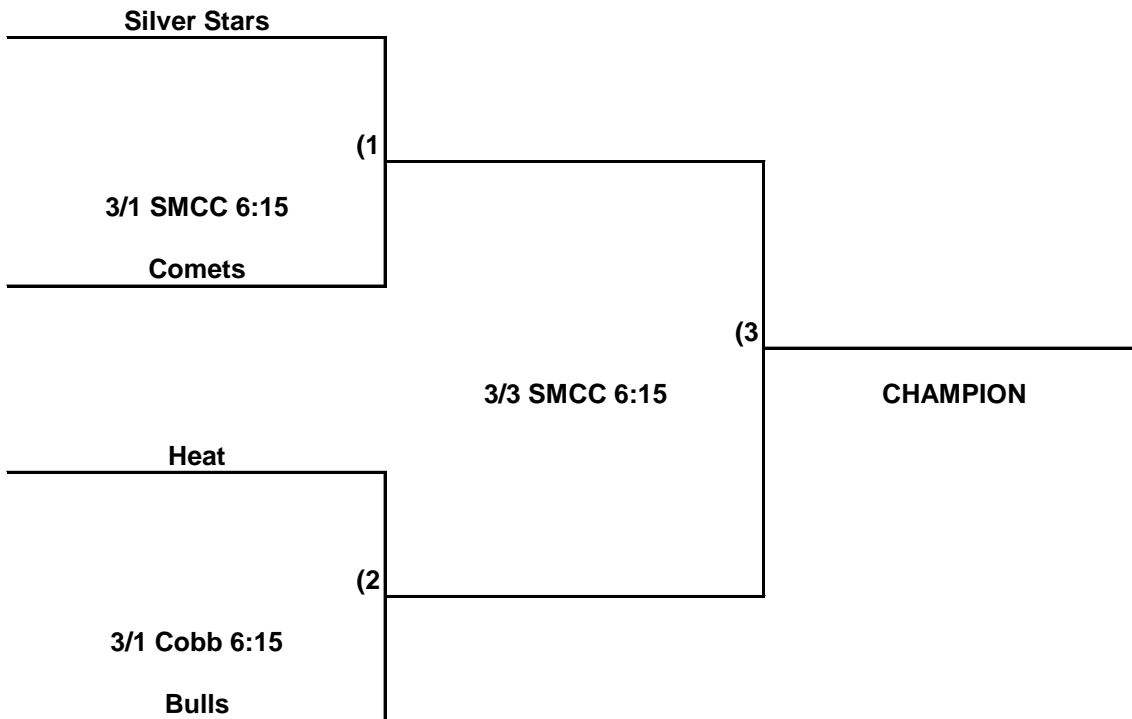 Silver Stars
(1
3/1 SMCC 6:15
Comets
(3
3/3 SMCC 6:15
CHAMPION
Heat
(2
3/1 Cobb 6:15
Bulls